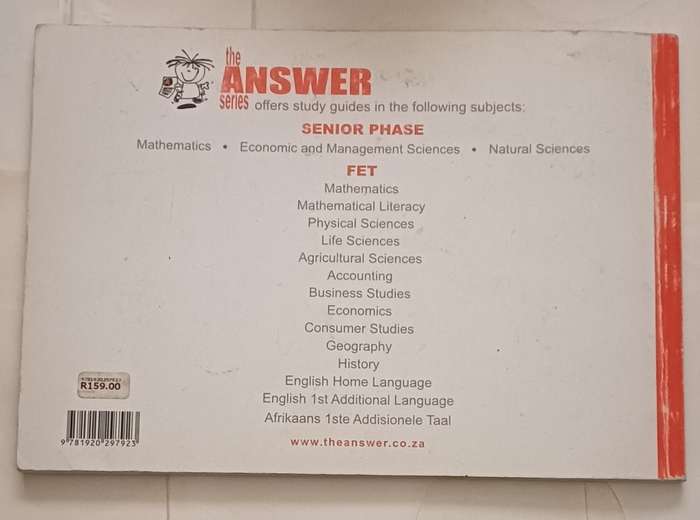 the
ANSWER
series offers study guides in the following subjects:
SENIOR PHASE
Mathematics • Economic and Management Sciences • Natural Sciences
FET
Mathematics
Mathematical Literacy
Physical Sciences
Life Sciences
Agricultural Sciences
Accounting
Business Studies
Economics
Consumer Studies
Geography
History
English Home Language
English 1st Additional Language
Afrikaans 1ste Addisionele Taal
www.theanswer.co.za
R159.00
9 781920 297923